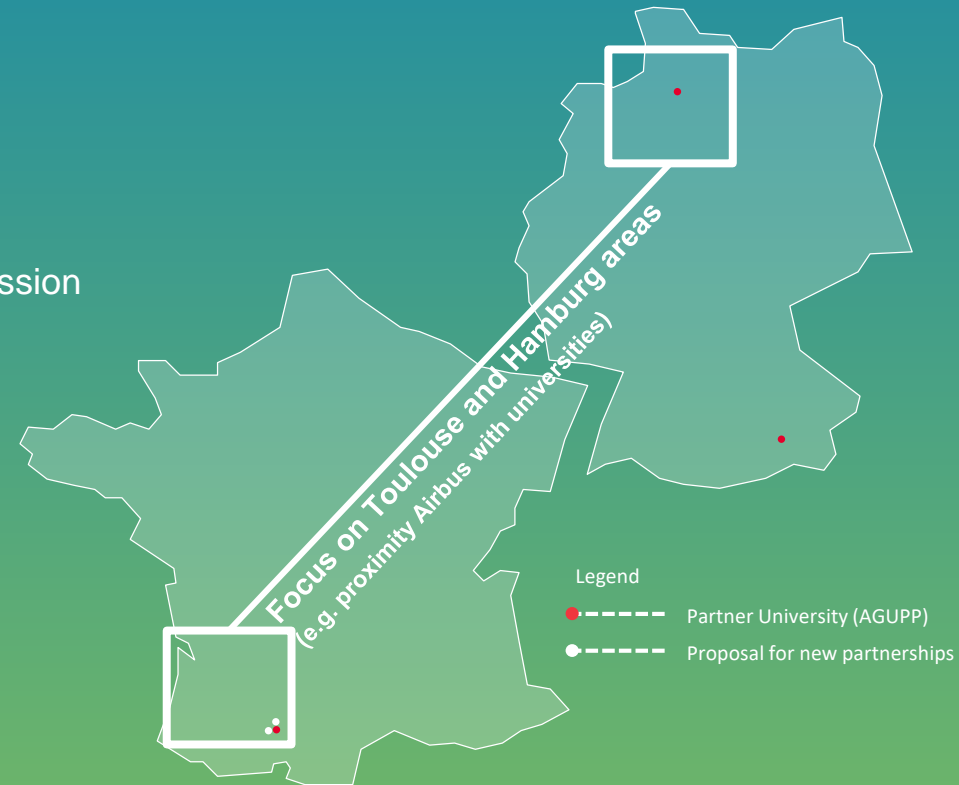 ssion
Focus on Toulouse and Hamburg areas
(e.g. proximity Airbus with universities)
Legend
Partner University (AGUPP)
Proposal for new partnerships